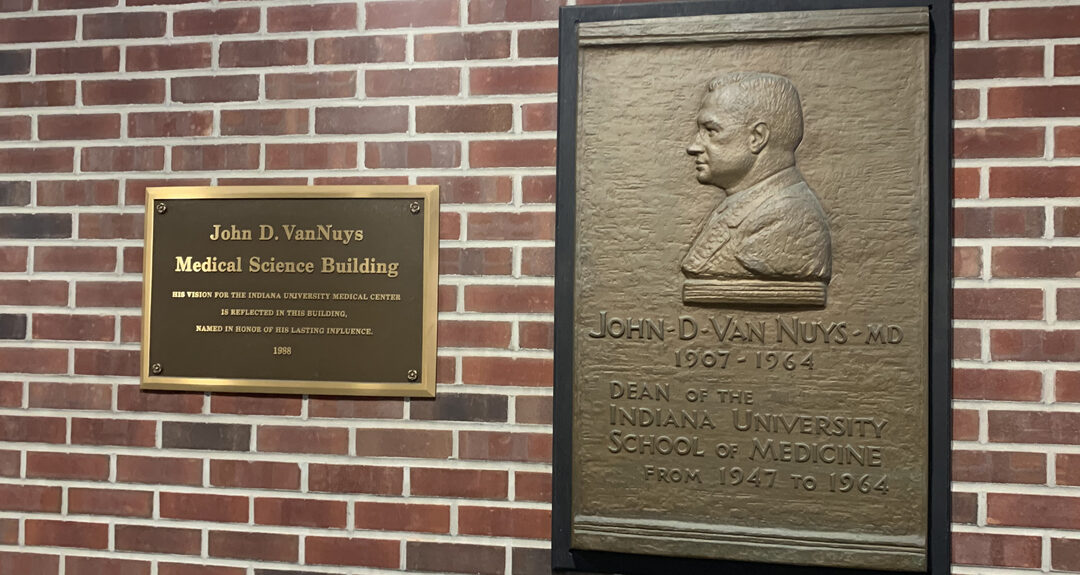 John D. VanNuys
Medical Science Building
HIS VISION FOR THE INDIANA UNIVERSITY MEDICAL CENTER
IS REFLECTED IN THIS BUILDING,
NAMED IN HONOR OF HIS LASTING INFLUENCE.
1988
JOHN-D-VAN NUYS-MD
1907-1964
DEAN OF THE
INDIANA UNIVERSITY
SCHOOL OF MEDICINE
FROM 1947 TO 1964